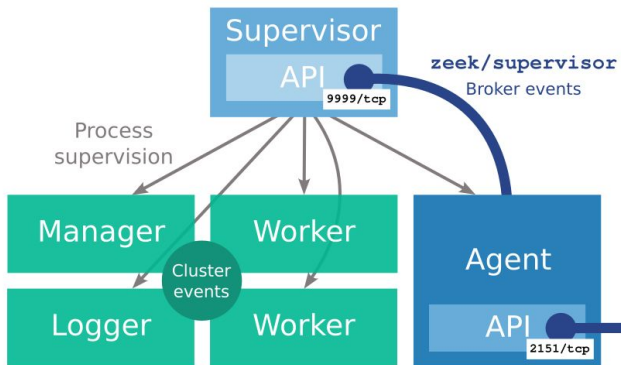 Supervisor
API
9999/tcp
zeek/supervisor
Broker events
Process
supervision
Manager
Worker
Agent
Cluster
events
Logger
Worker
API
2151/tcp